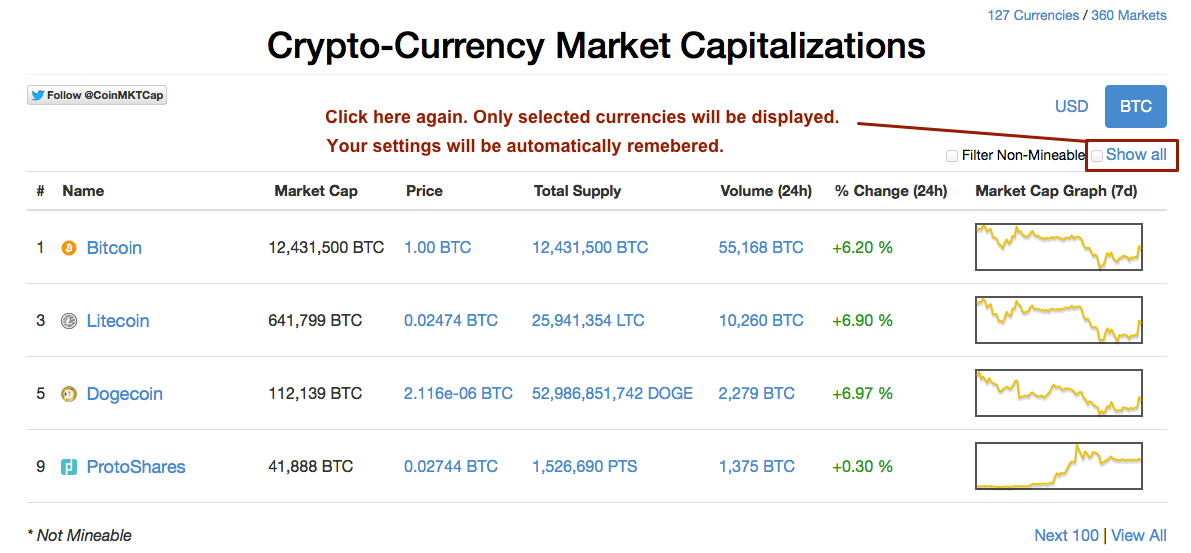 127 Currencies / 360 Markets
Crypto-Currency Market Capitalizations
Follow @CoinMKTCap
USD BTC
Click here again. Only selected currencies will be displayed.
Your settings will be automatically remebered.
Filter Non-Mineable Show all
# Name Market Cap Price Total Supply Volume (24h) % Change (24h) Market Cap Graph (7d)
1 Bitcoin 12,431,500 BTC 1.00 BTC 12,431,500 BTC 55,168 BTC +6.20 %
3 Litecoin 641,799 BTC 0.02474 BTC 25,941,354 LTC 10,260 BTC +6.90 %
5 Dogecoin 112,139 BTC 2.116e-06 BTC 52,986,851,742 DOGE 2,279 BTC +6.97 %
9 ProtoShares 41,888 BTC 0.02744 BTC 1,526,690 PTS 1,375 BTC +0.30 %
* Not Mineable Next 100 | View All